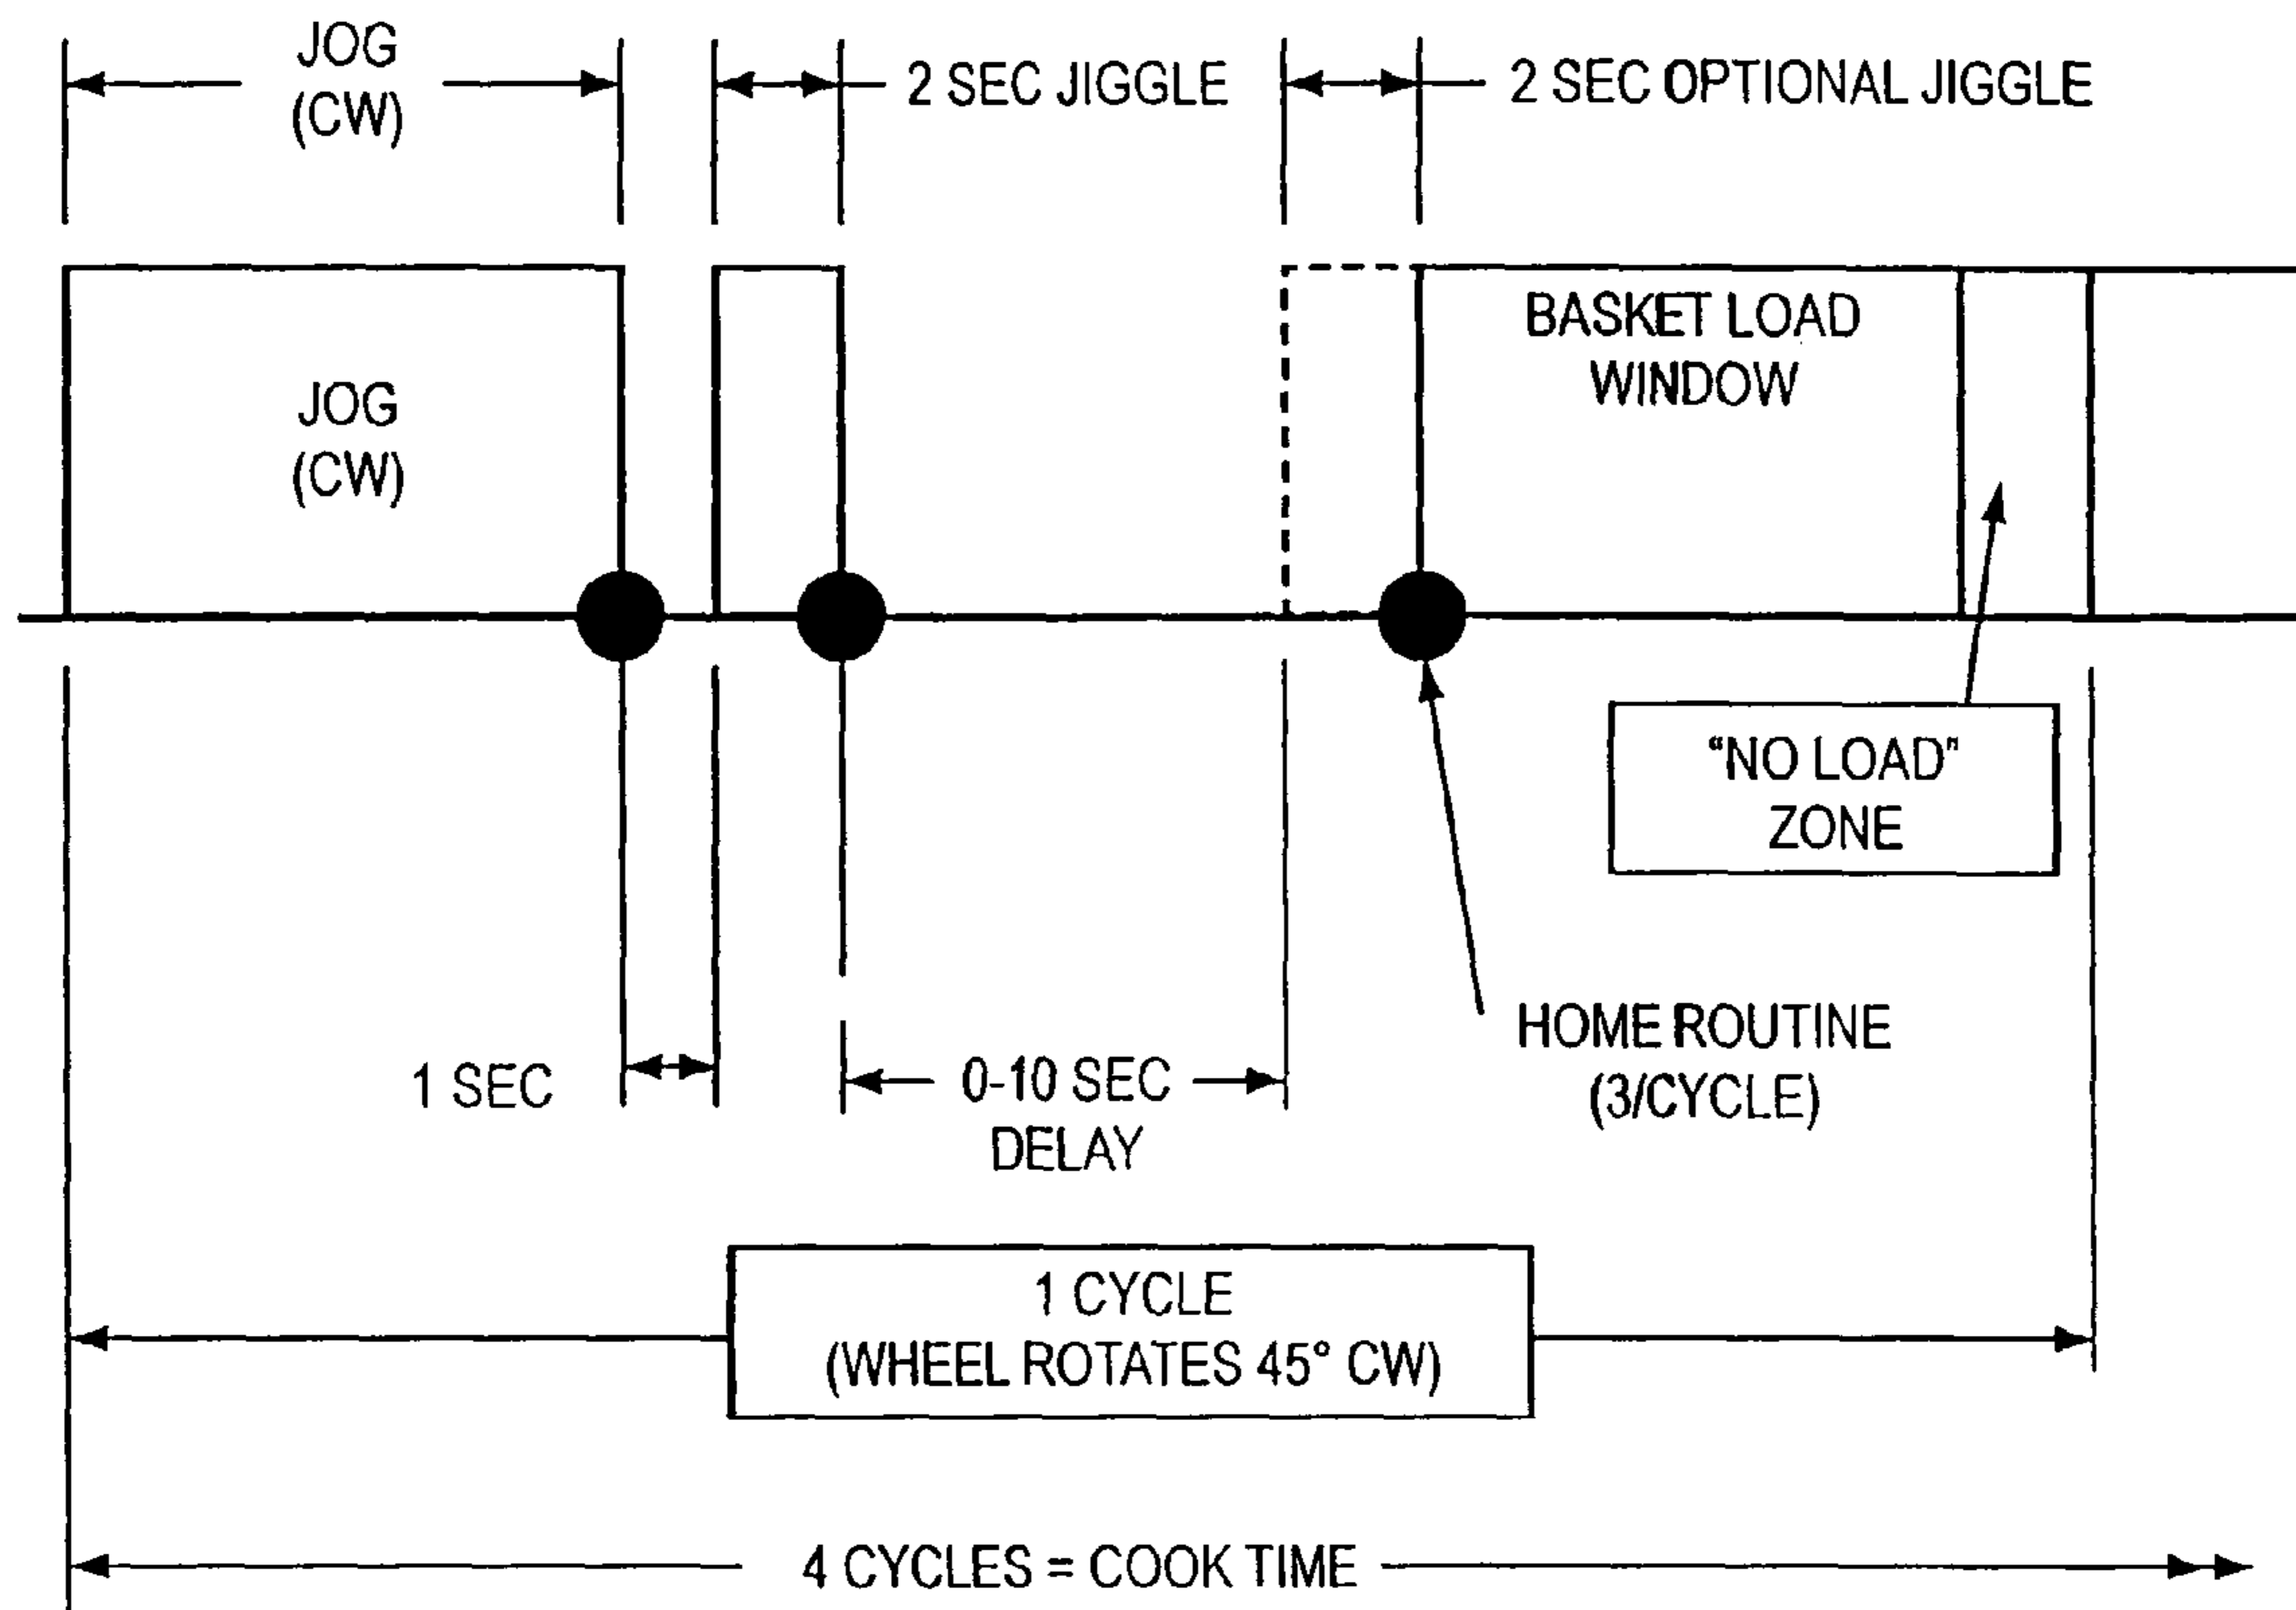 JOG
(CW)
2 SEC JIGGLE
2 SEC OPTIONAL JIGGLE
JOG
(CW)
BASKET LOAD
WINDOW
"NO LOAD"
ZONE
HOME ROUTINE
(3/CYCLE)
1 SEC
0-10 SEC
DELAY
1 CYCLE
(WHEEL ROTATES 45° CW)
4 CYCLES = COOK TIME